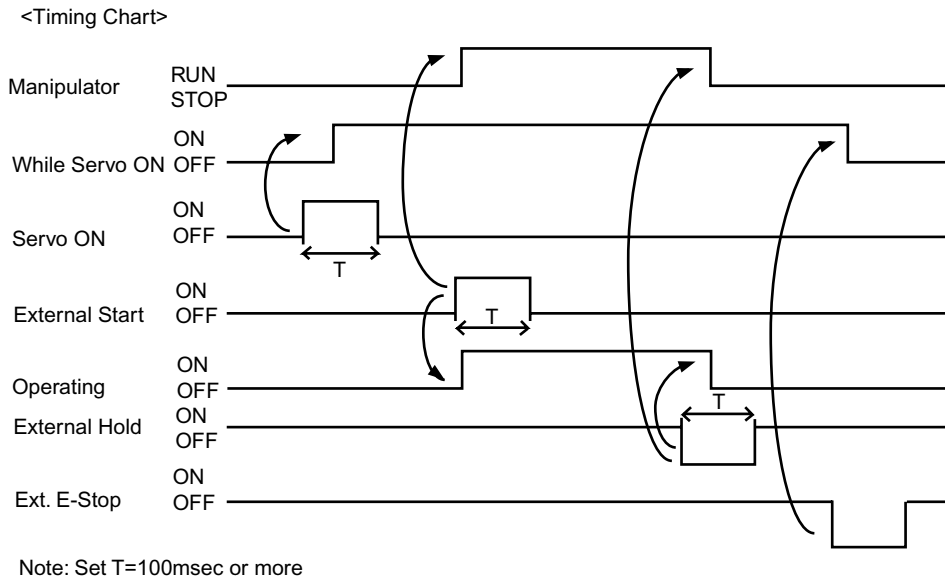 <Timing Chart>
Manipulator RUN
STOP
While Servo ON ON
OFF
Servo ON ON
OFF
T
External Start ON
OFF
T
Operating ON
OFF
External Hold ON
OFF
T
Ext. E-Stop ON
OFF
Note: Set T=100msec or more